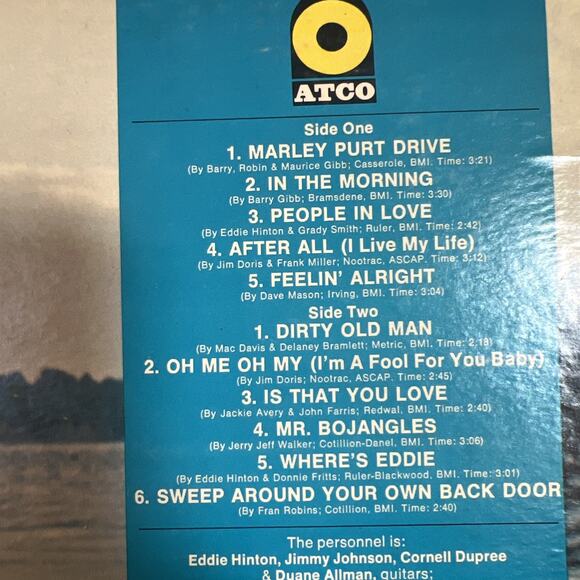 ATCO
Side One
1. MARLEY PURT DRIVE
(By Barry, Robin & Maurice Gibb; Casserole, BMI. Time: 3:21)
2. IN THE MORNING
(By Barry Gibb; Bramsdene, BMI. Time: 3:30)
3. PEOPLE IN LOVE
(By Eddie Hinton & Grady Smith; Ruler, BMI. Time: 2:42)
4. AFTER ALL (I Live My Life)
(By Jim Doris & Frank Miller; Nootrac, ASCAP. Time: 3:12)
5. FEELIN' ALRIGHT
(By Dave Mason; Irving, BMI. Time: 3:04)
Side Two
1. DIRTY OLD MAN
(By Mac Davis & Delaney Bramlett; Metric, BMI. Time: 2:18)
2. OH ME OH MY (I'm A Fool For You Baby)
(By Jim Doris; Nootrac, ASCAP. Time: 2:45)
3. IS THAT YOU LOVE
(By Jackie Avery & John Farris; Redwal, BMI. Time: 2:40)
4. MR. BOJANGLES
(By Jerry Jeff Walker; Cotillion-Danel, BMI. Time: 3:06)
5. WHERE'S EDDIE
(By Eddie Hinton & Donnie Fritts; Ruler-Blackwood, BMI. Time: 3:01)
6. SWEEP AROUND YOUR OWN BACK DOOR
(By Fran Robins; Cotillion, BMI. Time: 2:40)
The personnel is:
Eddie Hinton, Jimmy Johnson, Cornell Dupree
& Duane Allman, guitars;